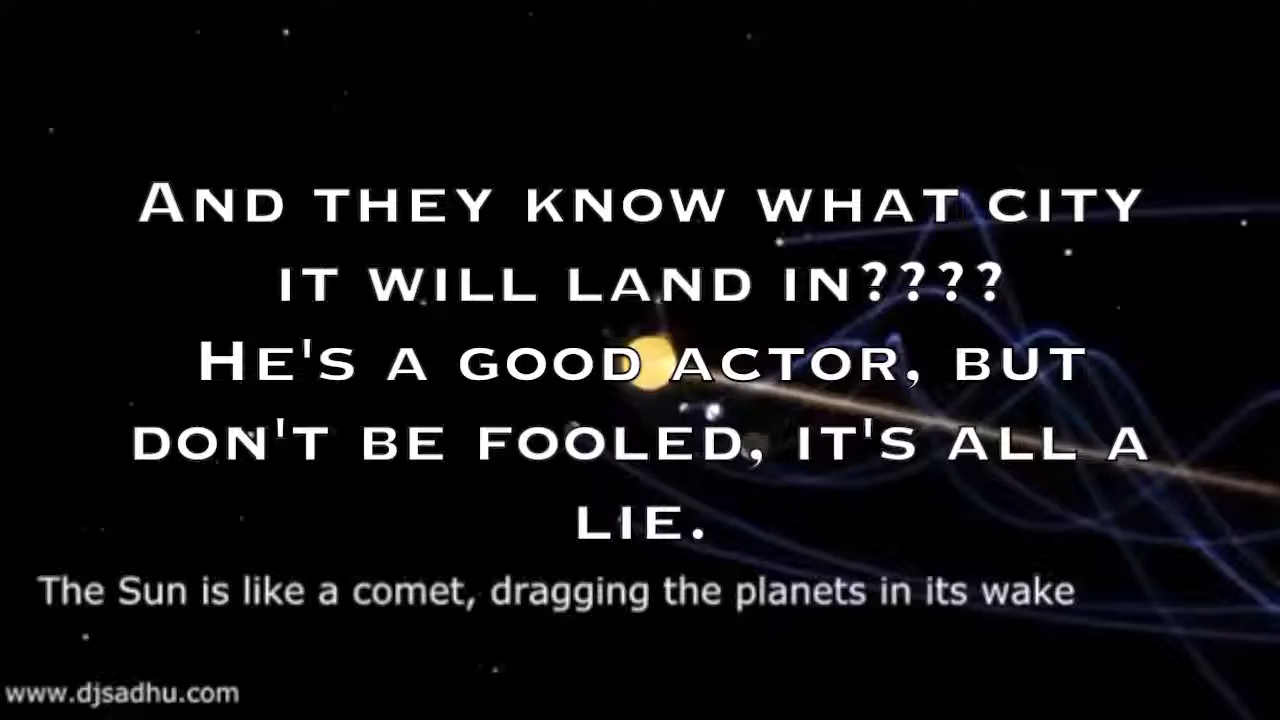 AND THEY KNOW WHAT CITY
IT WILL LAND IN????
HE'S A GOOD ACTOR, BUT
DON'T BE FOOLED, IT'S ALL A
LIE.
The Sun is like a comet, dragging the planets in its wake
www.djsadhu.com